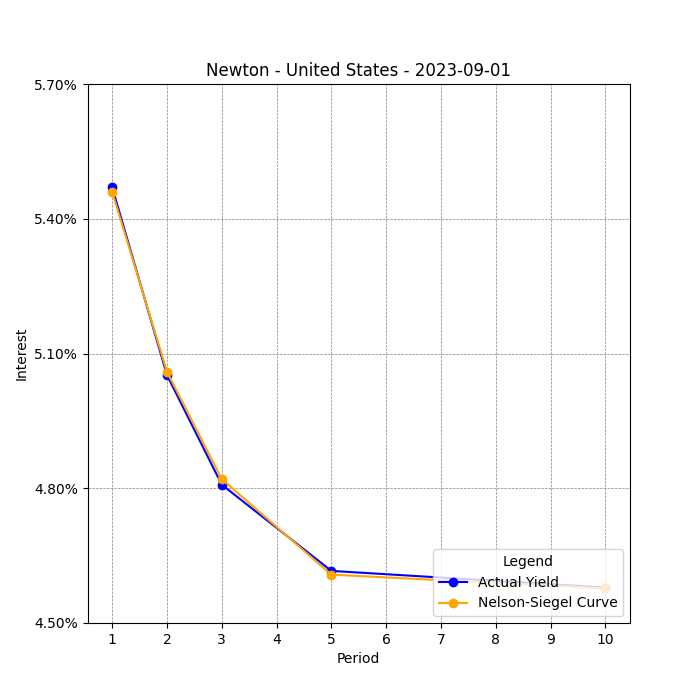 Newton - United States - 2023-09-01
5.70%
5.40%
5.10%
4.80%
4.50%
Interest
Legend
Actual Yield
Nelson-Siegel Curve
1 2 3 4 5 6 7 8 9 10
Period